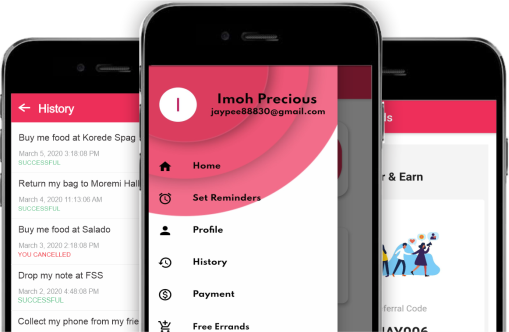 History
Buy me food at Korede Spag
March 5, 2020 3:18:08 PM
SUCCESSFUL
Return my bag to Moremi Hall
March 4, 2020 11:13:06 AM
SUCCESSFUL
Buy me food at Salado
March 3, 2020 2:18:08 PM
YOU CANCELLED
Drop my note at FSS
March 2, 2020 4:48:08 PM
SUCCESSFUL
Collect my phone from my frie
I
Imoh Precious
jaypee88830@gmail.com
Home
Set Reminders
Profile
History
Payment
Free Errands
ls
r & Earn
ferral Code